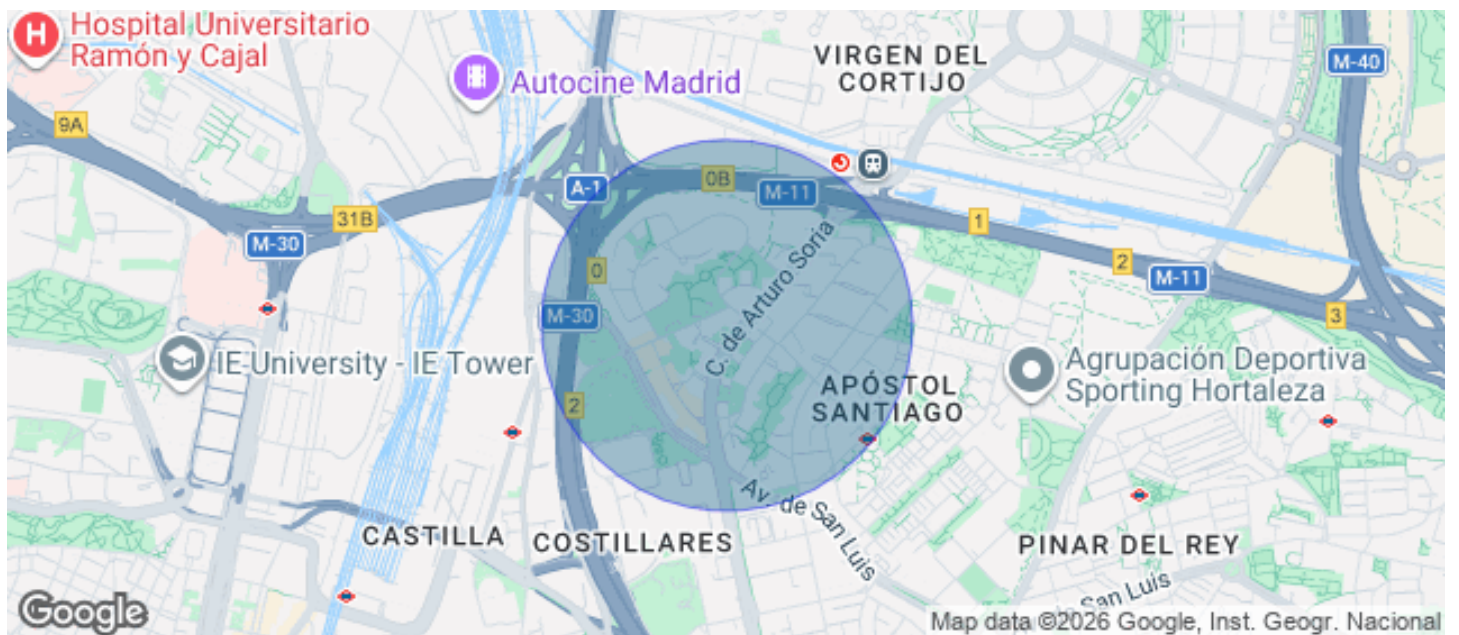 H
Hospital Universitario
Ramón y Cajal
Autocine Madrid
VIRGEN DEL
CORTIJO
M-40
9A
A-1
0B
M-11
31B
M-30
1
2
M-11
0
C. de Arturo Soria
M-30
3
IE University - IE Tower
Agrupación Deportiva
Sporting Hortaleza
2
APÓSTOL
SANTIAGO
Av. de San Luis
CASTILLA
COSTILLARES
PINAR DEL REY
San Luis
Google
Map data ©2026 Google, Inst. Geogr. Nacional